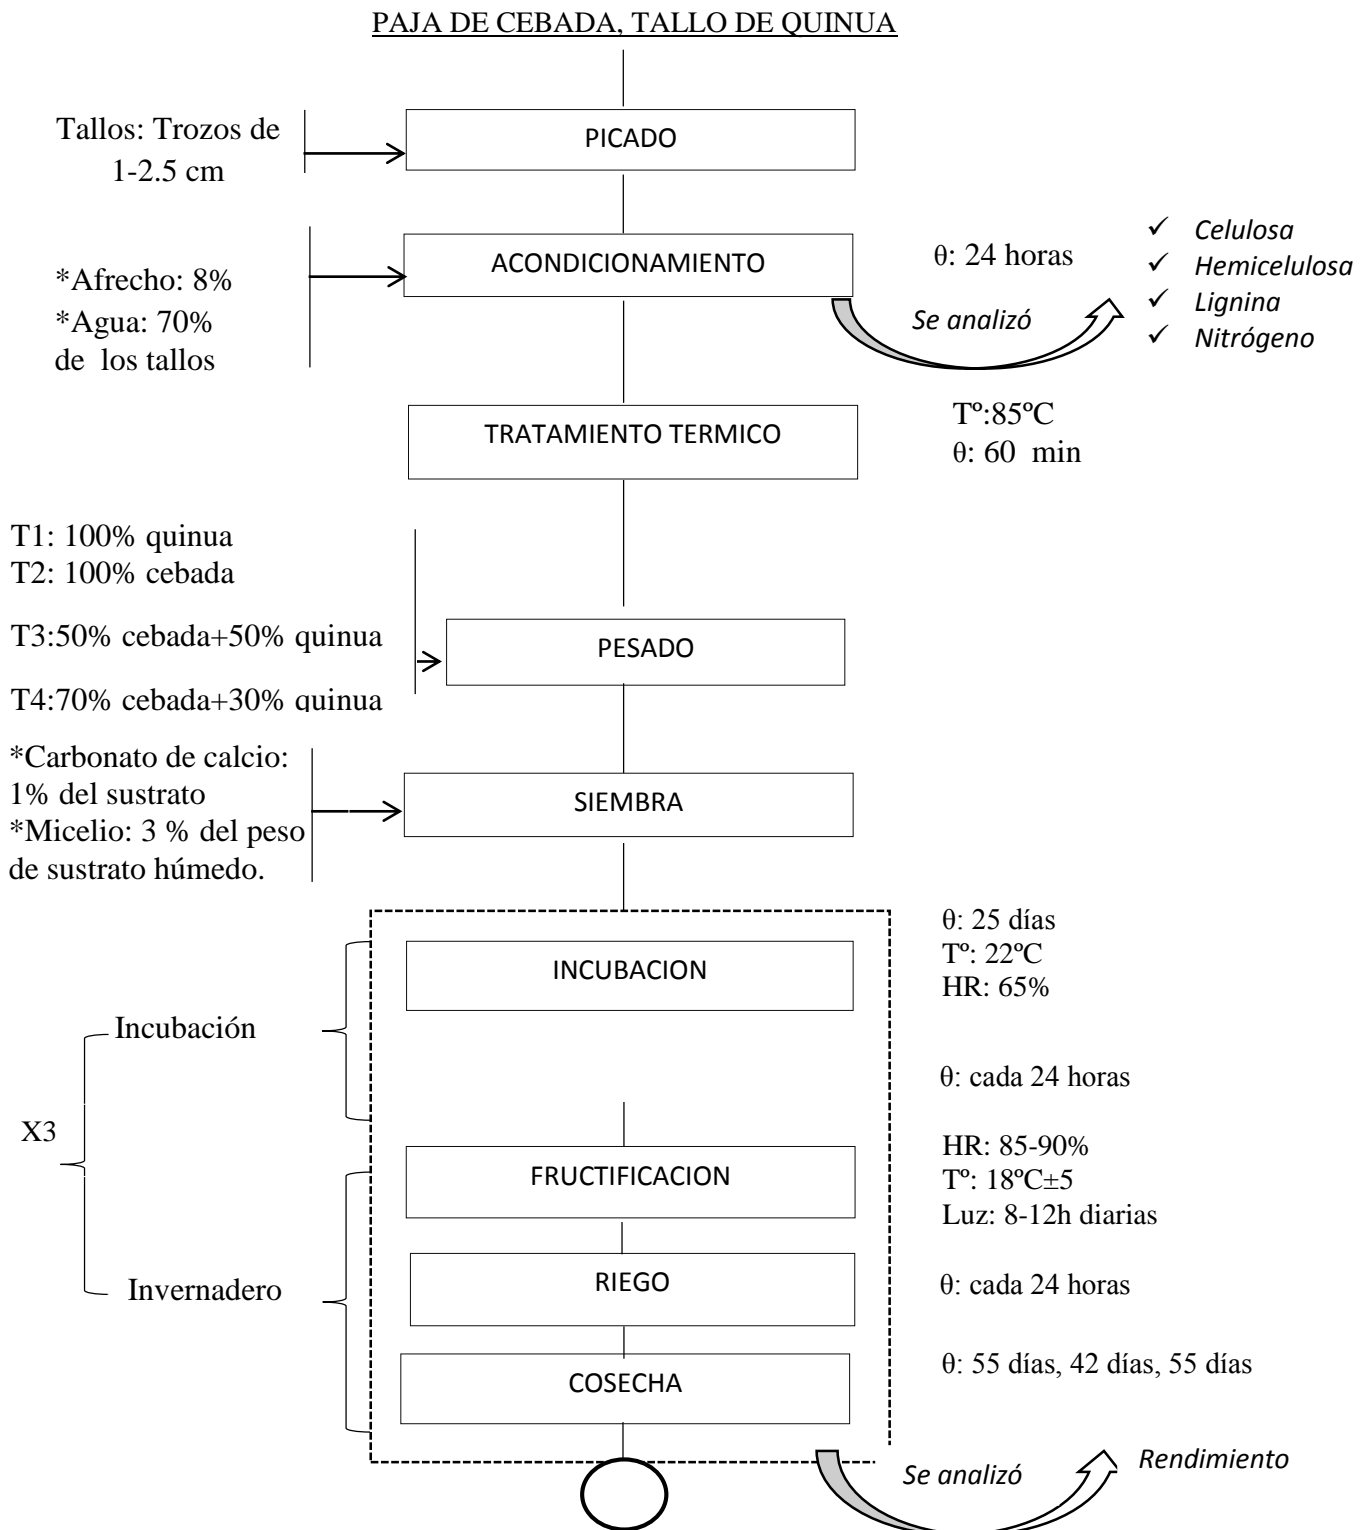 PAJA DE CEBADA, TALLO DE QUINUA
Tallos: Trozos de
1-2.5 cm
PICADO
*Afrecho: 8%
*Agua: 70%
de los tallos
ACONDICIONAMIENTO
θ: 24 horas
Se analizó
✓ Celulosa
✓ Hemicelulosa
✓ Lignina
✓ Nitrógeno
TRATAMIENTO TERMICO
Tº:85ºC
θ: 60 min
T1: 100% quinua
T2: 100% cebada
T3:50% cebada+50% quinua
T4:70% cebada+30% quinua
PESADO
*Carbonato de calcio:
1% del sustrato
*Micelio: 3 % del peso
de sustrato húmedo.
SIEMBRA
INCUBACION
θ: 25 días
Tº: 22ºC
HR: 65%
Incubación
θ: cada 24 horas
X3
FRUCTIFICACION
HR: 85-90%
Tº: 18ºC±5
Luz: 8-12h diarias
Invernadero
RIEGO
θ: cada 24 horas
COSECHA
θ: 55 días, 42 días, 55 días
Se analizó
Rendimiento